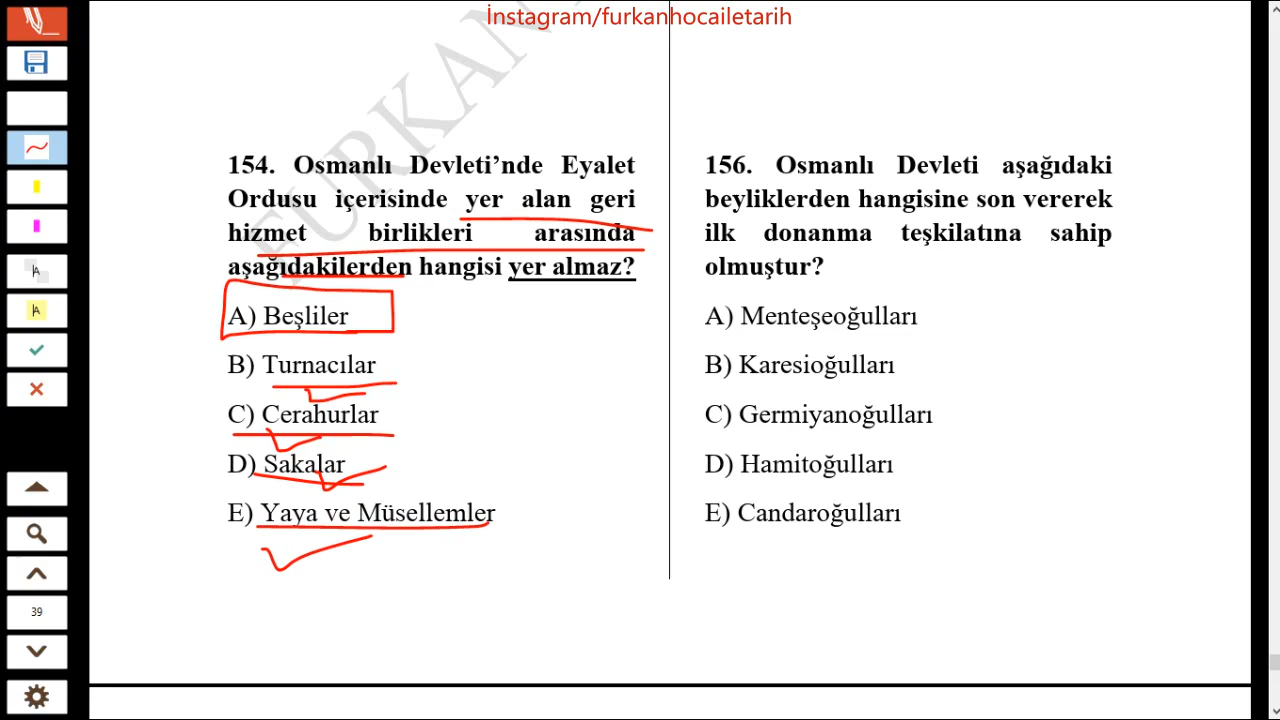 İnstagram/furkanhocailetarih
FURKAN
154. Osmanlı Devleti’nde Eyalet
Ordusu içerisinde yer alan geri
hizmet birlikleri arasında
aşağıdakilerden hangisi yer almaz?
A) Beşliler
B) Turnacılar
C) Cerahurlar
D) Sakalar
E) Yaya ve Müsellemler
156. Osmanlı Devleti aşağıdaki
beyliklerden hangisine son vererek
ilk donanma teşkilatına sahip
olmuştur?
A) Menteşeoğulları
B) Karesioğulları
C) Germiyanoğulları
D) Hamitoğulları
E) Candaroğulları
A
A
39